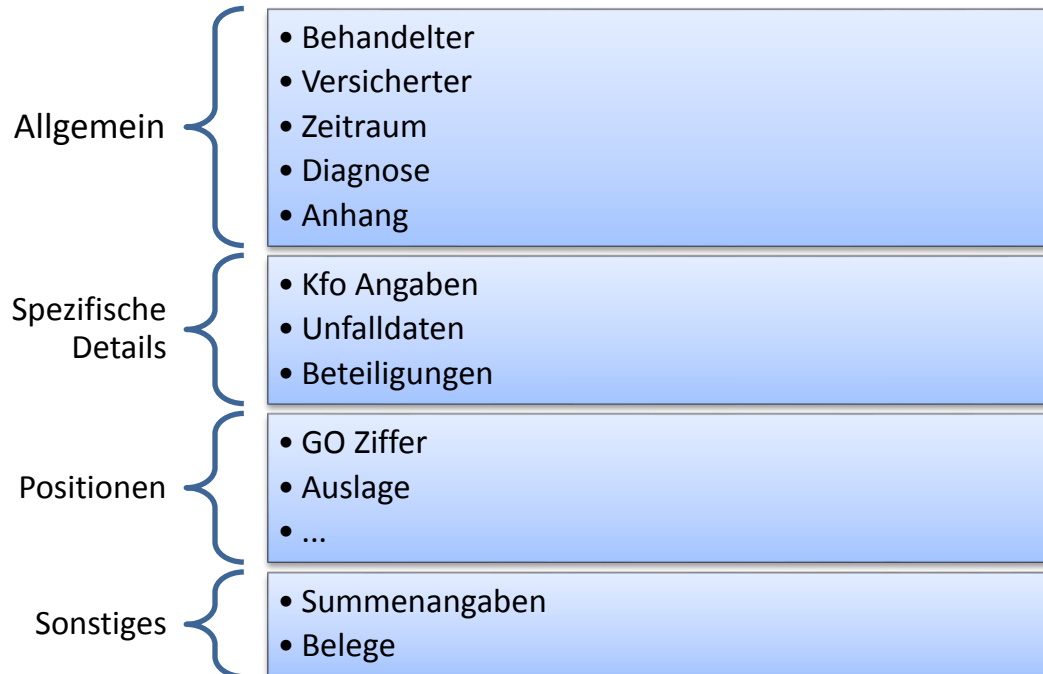 Allgemein
• Behandelter
• Versicherter
• Zeitraum
• Diagnose
• Anhang
Spezifische
Details
• Kfo Angaben
• Unfalldaten
• Beteiligungen
Positionen
• GO Ziffer
• Auslage
• ...
Sonstiges
• Summenangaben
• Belege